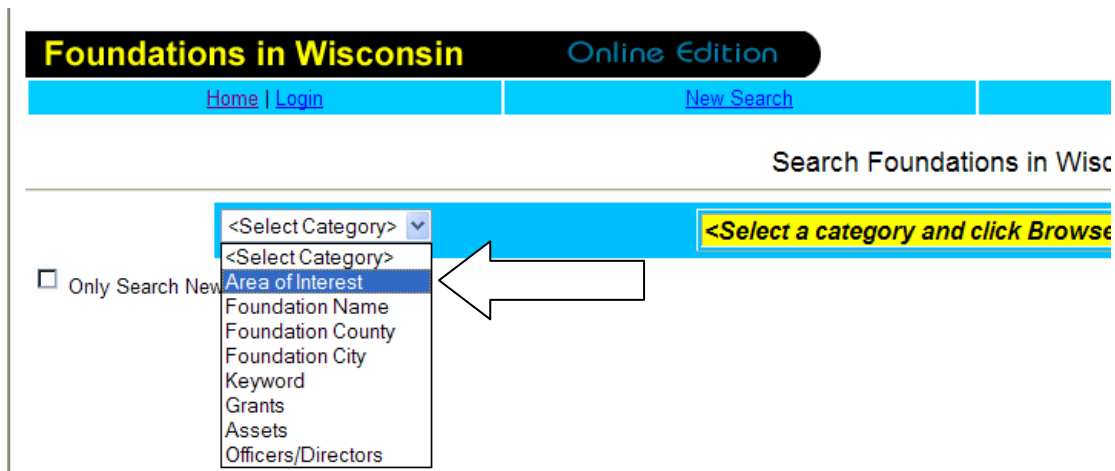 Foundations in Wisconsin Online Edition
Home | Login New Search
Search Foundations in Wisc
<Select Category> <Select a category and click Browse
<Select Category>
Only Search New Area of Interest
Foundation Name
Foundation County
Foundation City
Keyword
Grants
Assets
Officers/Directors